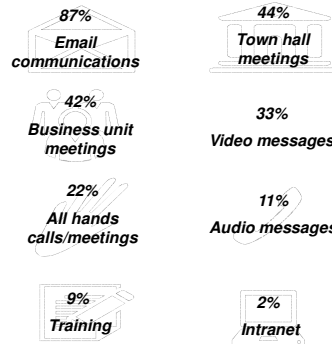 87%
Email
communications
44%
Town hall
meetings
42%
Business unit
meetings
33%
Video messages
22%
All hands
calls/meetings
11%
Audio messages
9%
Training
2%
Intranet